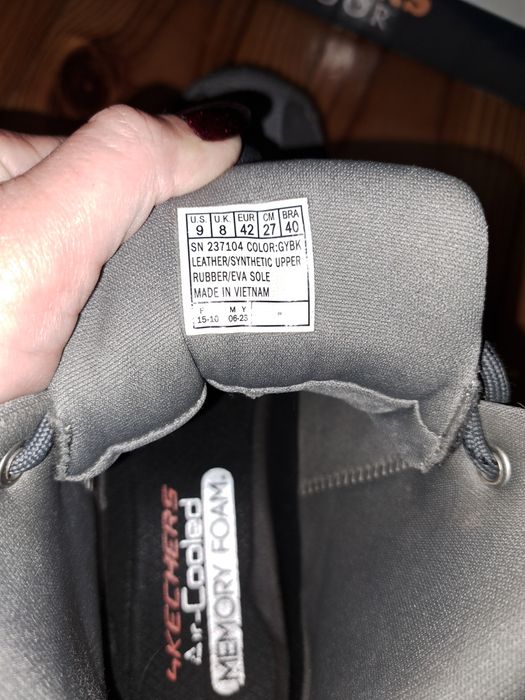 U.S. U.K. EUR CM BRA
9 8 42 27 40
SN 237104 COLOR:GYBK
LEATHER/SYNTHETIC UPPER
RUBBER/EVA SOLE
MADE IN VIETNAM
F M Y
15-10 06-23
SKECHERS
Air-Cooled
MEMORY FOAM